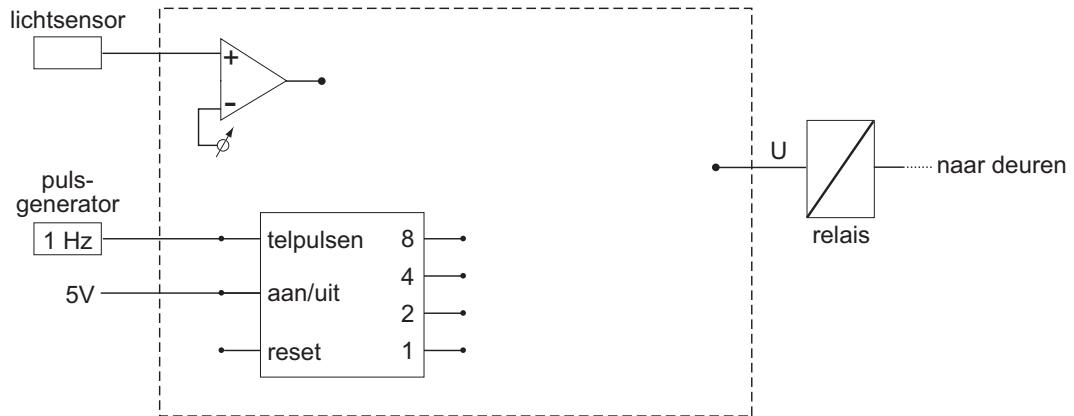 lichtsensor
+
-
U
naar deuren
relais
puls-
generator
1 Hz
5V
telpulsen
aan/uit
reset
8
4
2
1